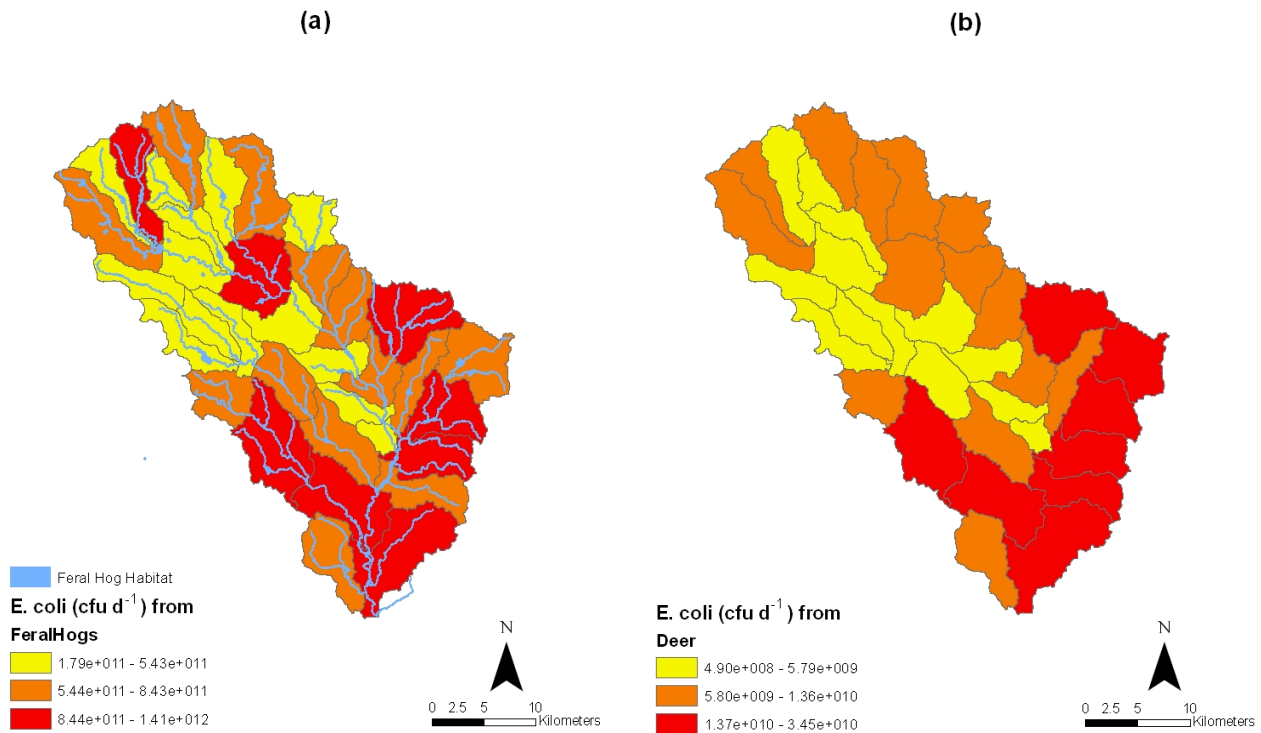 (a)
(b)
Feral Hog Habitat
E. coli (cfu d⁻¹) from
FeralHogs
1.79e+011 - 5.43e+011
5.44e+011 - 8.43e+011
8.44e+011 - 1.41e+012
N
0 2.5 5 10
Kilometers
E. coli (cfu d⁻¹) from
Deer
4.90e+008 - 5.79e+009
5.80e+009 - 1.36e+010
1.37e+010 - 3.45e+010
N
0 2.5 5 10
Kilometers